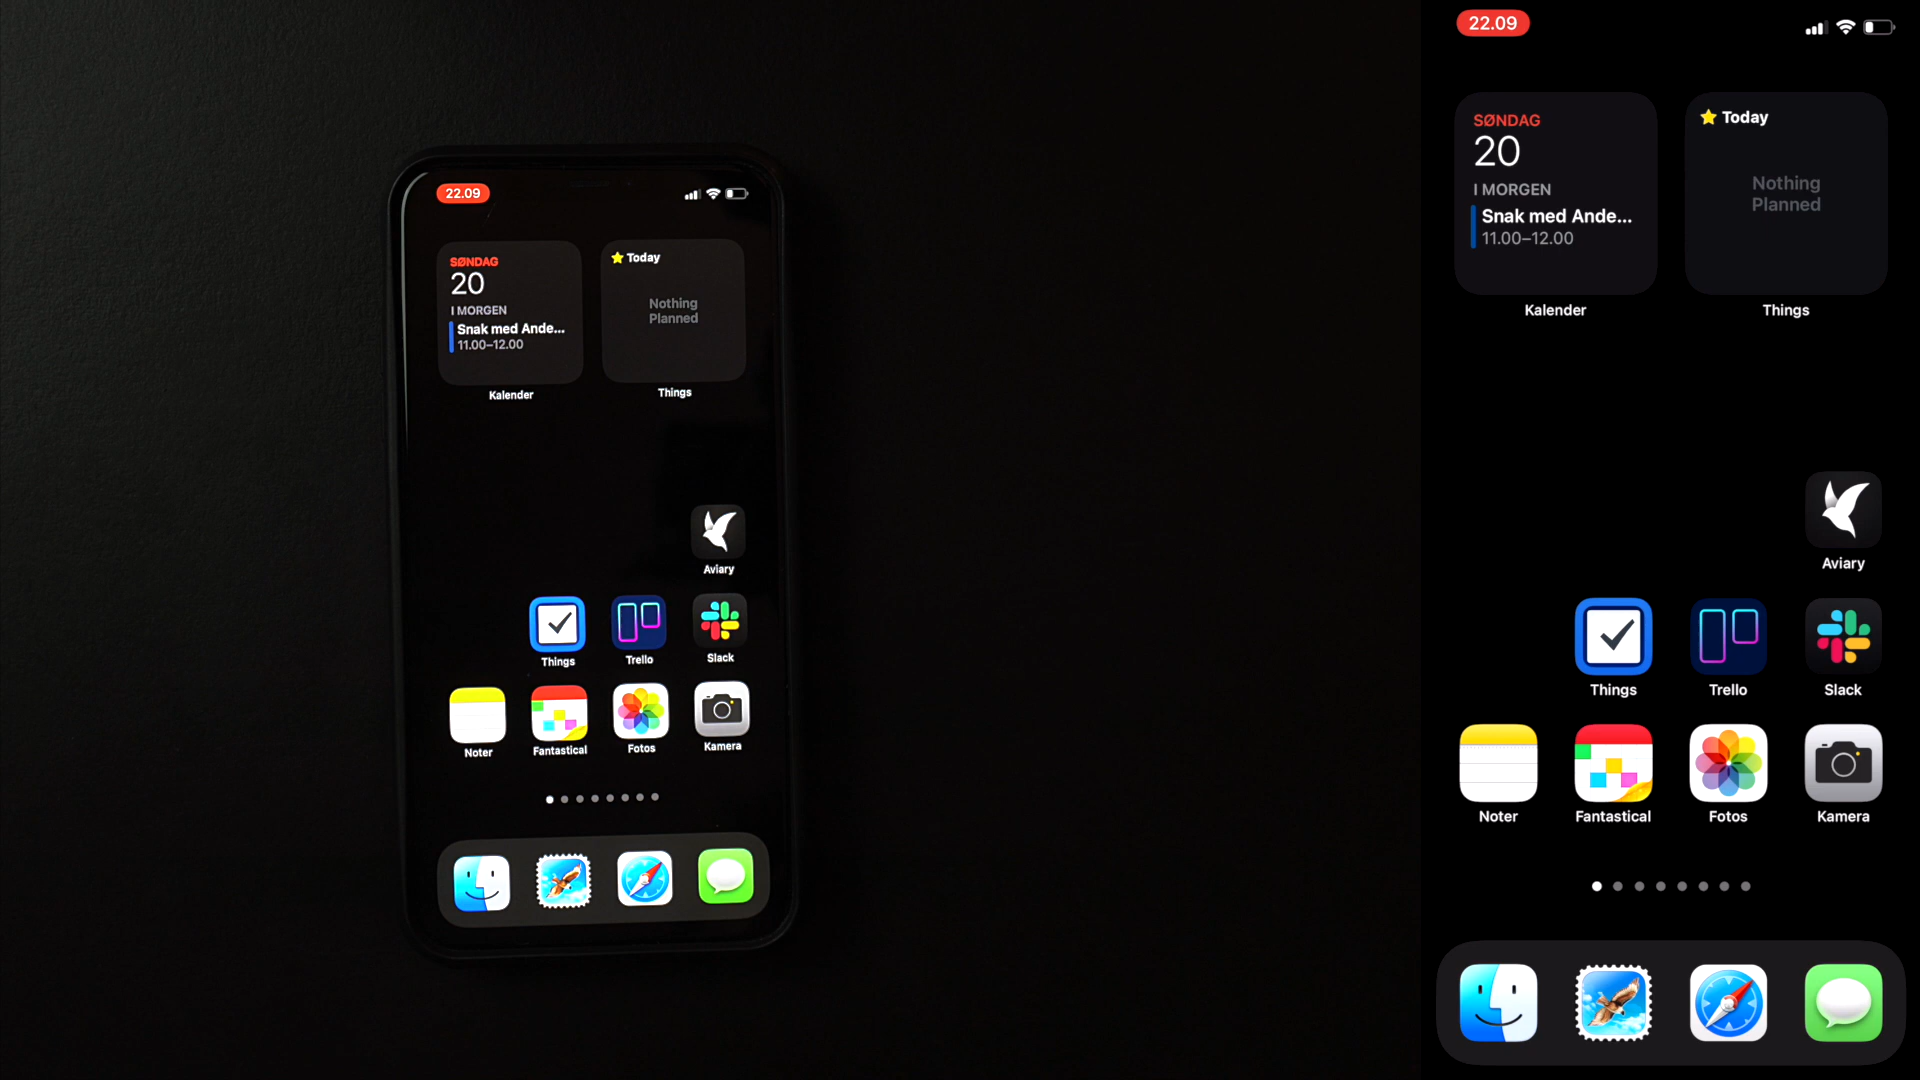 22.09
SØNDAG
20
I MORGEN
Snak med Ande...
11.00–12.00
Kalender
Today
Nothing
Planned
Things
Aviary
Things
Trello
Slack
Noter
Fantastical
Fotos
Kamera
22.09
SØNDAG
20
I MORGEN
Snak med Ande...
11.00–12.00
Kalender
Today
Nothing
Planned
Things
Aviary
Things
Trello
Slack
Noter
Fantastical
Fotos
Kamera